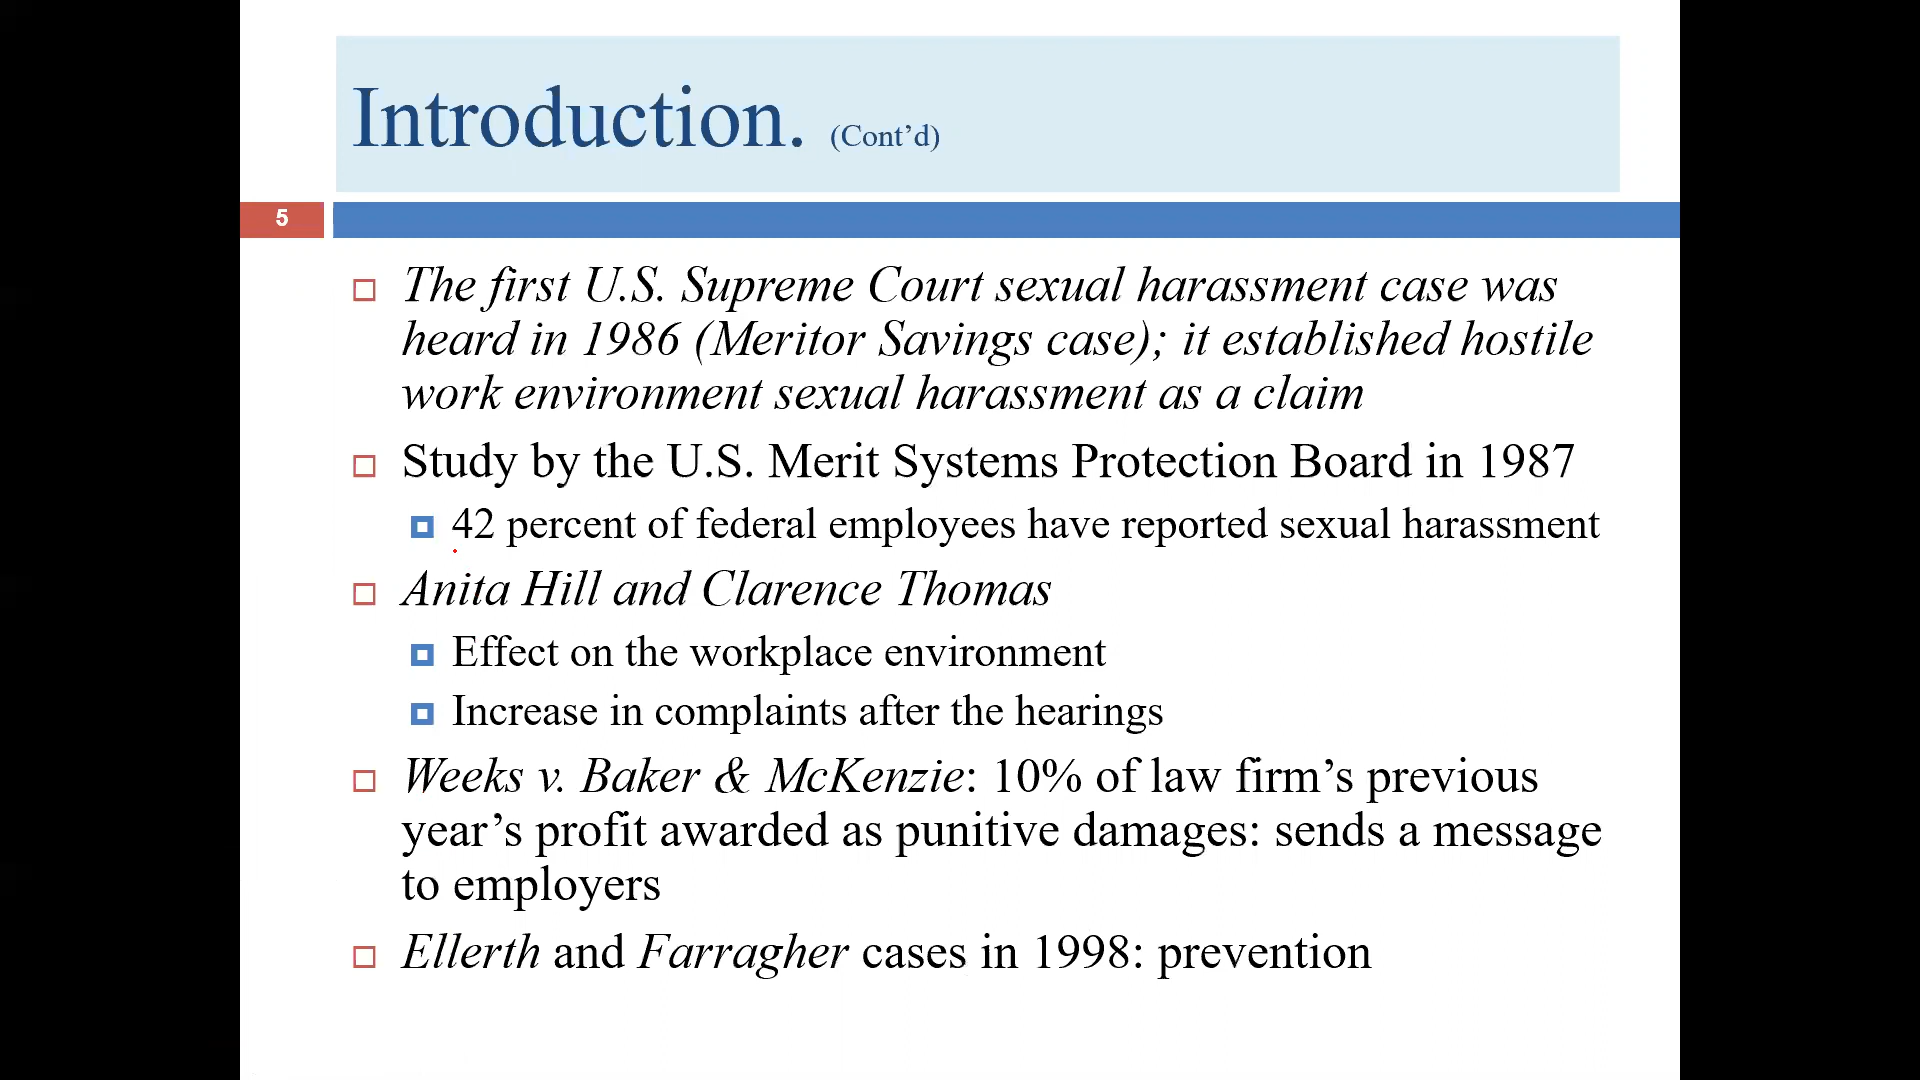 Introduction. (Cont’d)
5
The first U.S. Supreme Court sexual harassment case was
heard in 1986 (Meritor Savings case); it established hostile
work environment sexual harassment as a claim
Study by the U.S. Merit Systems Protection Board in 1987
42 percent of federal employees have reported sexual harassment
Anita Hill and Clarence Thomas
Effect on the workplace environment
Increase in complaints after the hearings
Weeks v. Baker & McKenzie: 10% of law firm’s previous
year’s profit awarded as punitive damages: sends a message
to employers
Ellerth and Farragher cases in 1998: prevention